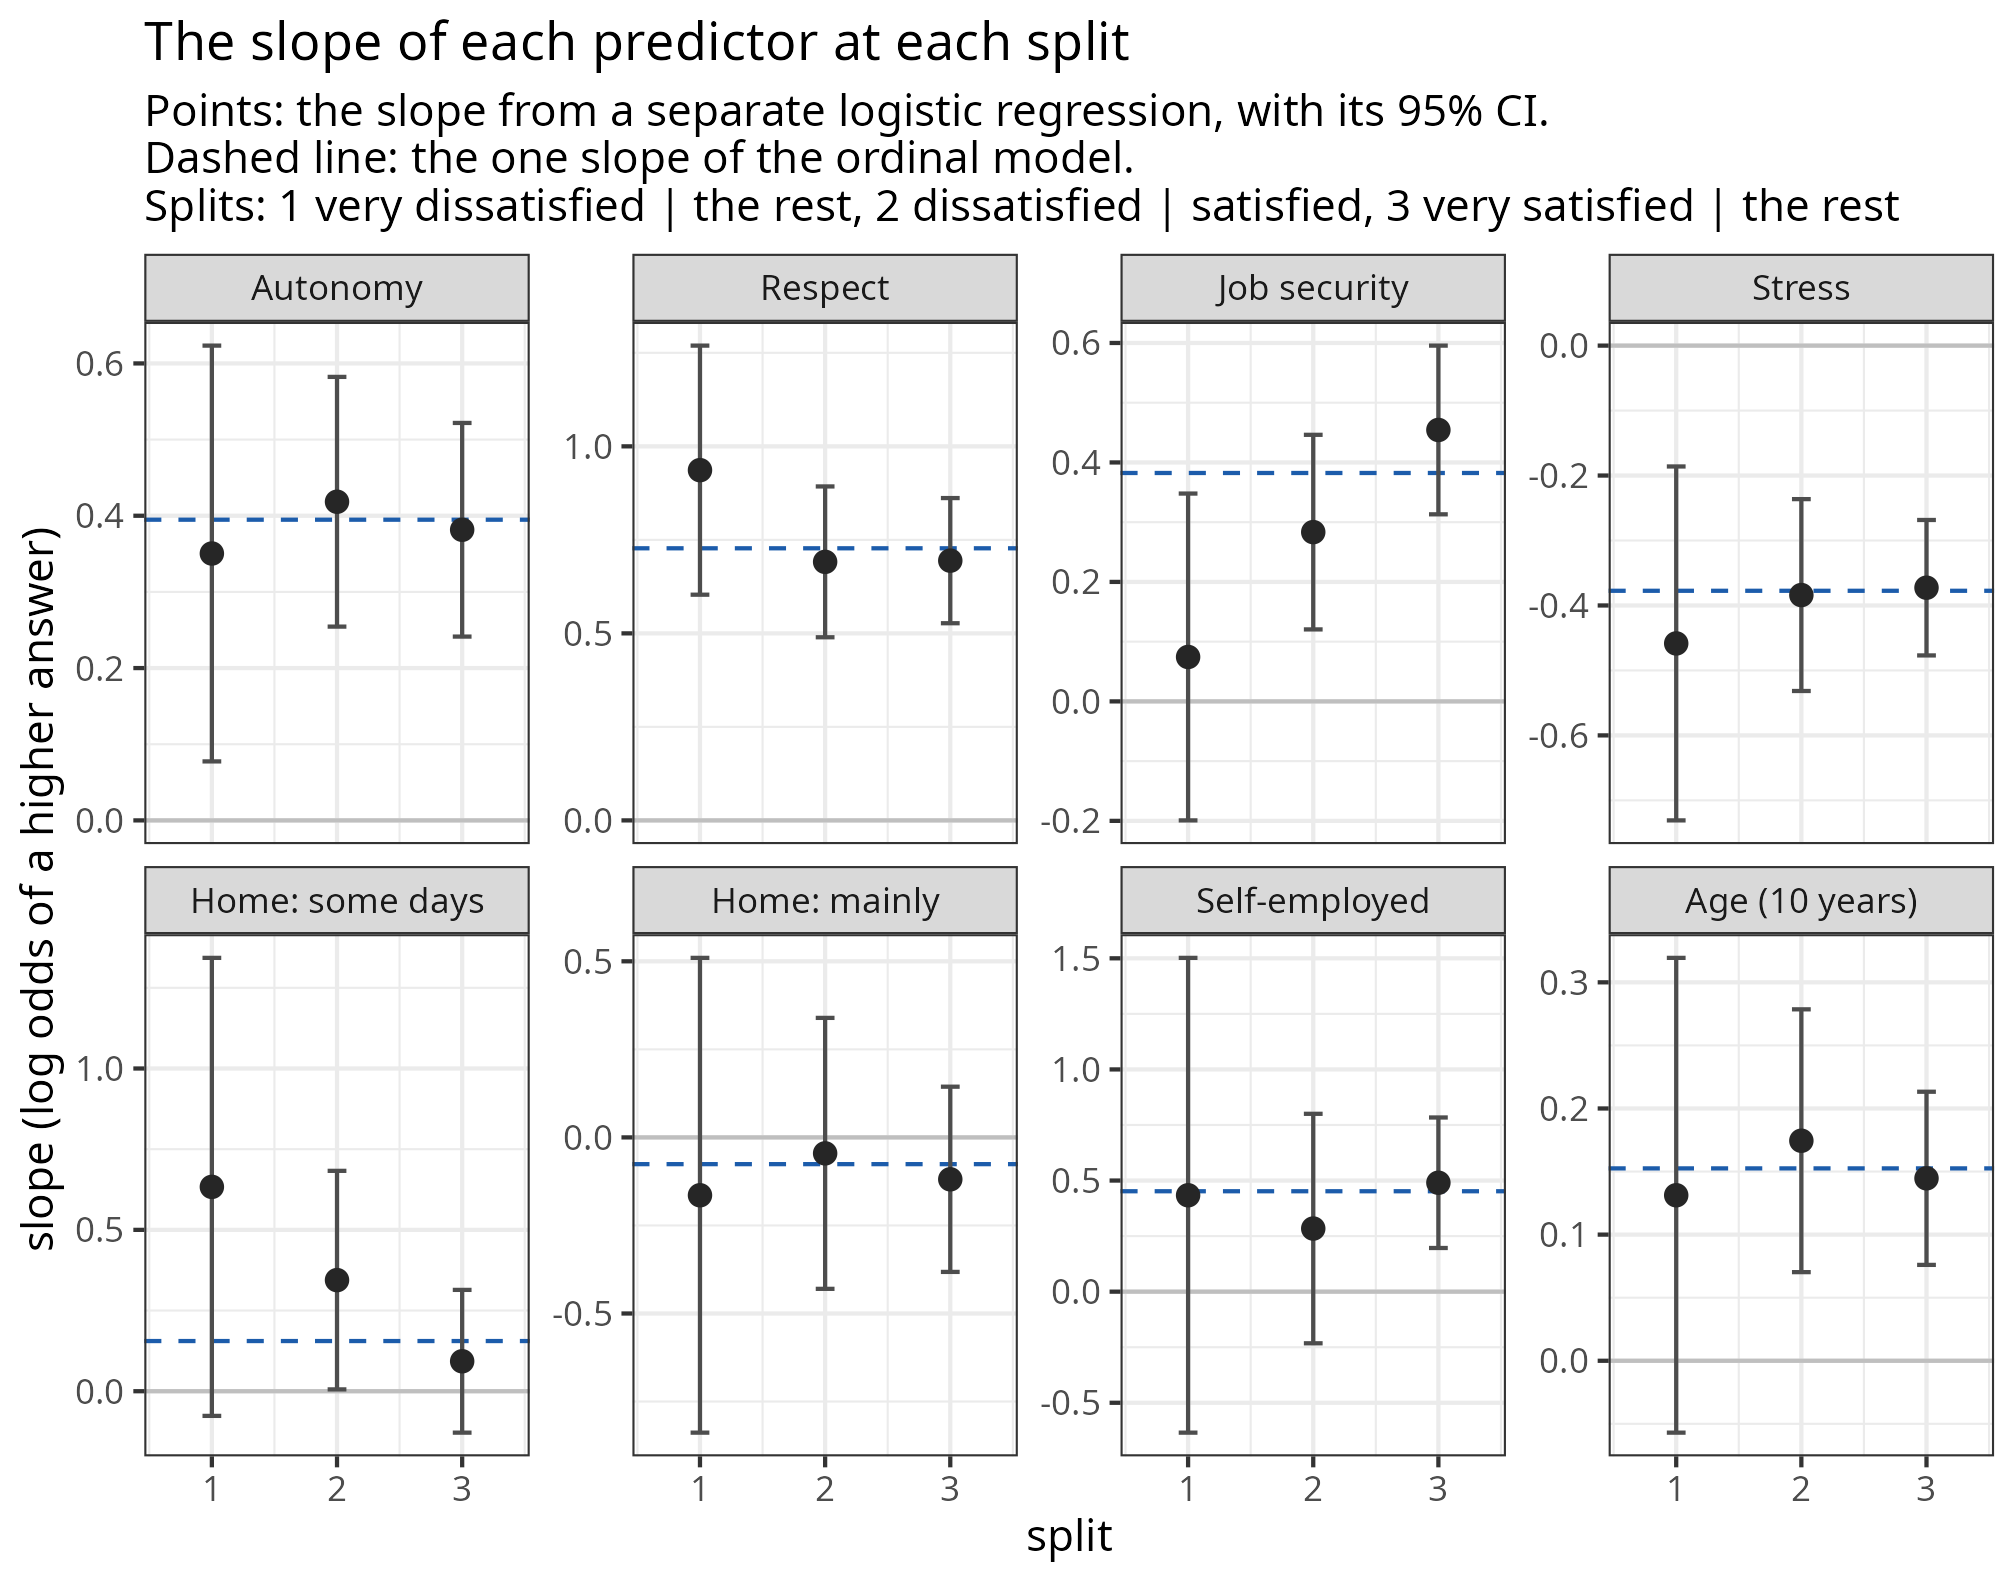 The slope of each predictor at each split
Points: the slope from a separate logistic regression, with its 95% CI.
Dashed line: the one slope of the ordinal model.
Splits: 1 very dissatisfied | the rest, 2 dissatisfied | satisfied, 3 very satisfied | the rest
slope (log odds of a higher answer)
Autonomy
0.6
0.4
0.2
0.0
Respect
1.0
0.5
0.0
Job security
0.6
0.4
0.2
0.0
-0.2
Stress
0.0
-0.2
-0.4
-0.6
Home: some days
1.0
0.5
0.0
1 2 3
Home: mainly
0.5
0.0
-0.5
1 2 3
Self-employed
1.5
1.0
0.5
0.0
-0.5
1 2 3
Age (10 years)
0.3
0.2
0.1
0.0
1 2 3
split